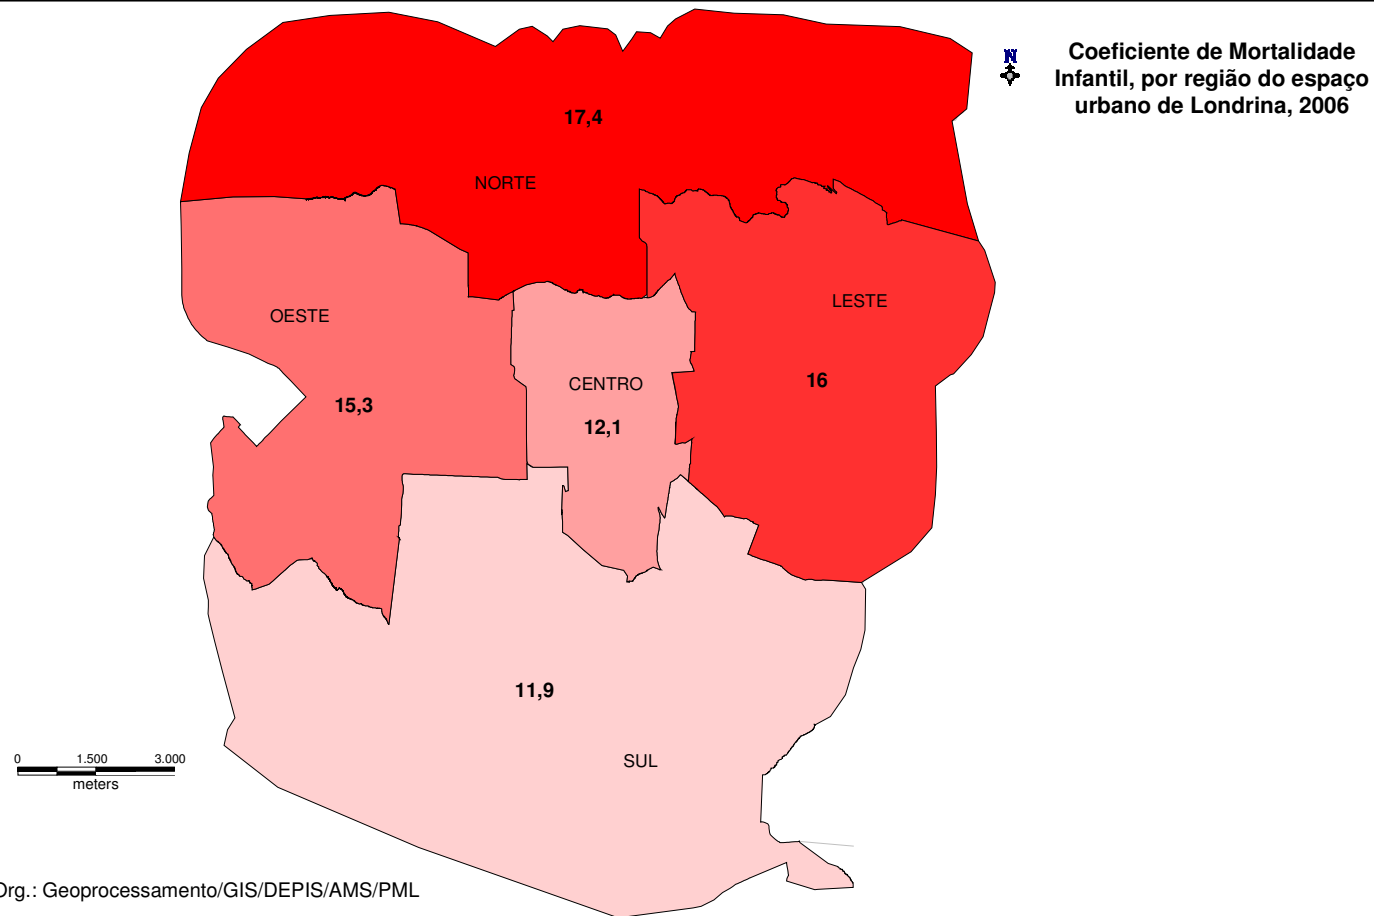 N
Coeficiente de Mortalidade
Infantil, por região do espaço
urbano de Londrina, 2006
17,4
NORTE
LESTE
OESTE
16
CENTRO
15,3
12,1
11,9
SUL
0 1.500 3.000
meters
Org.: Geoprocessamento/GIS/DEPIS/AMS/PML